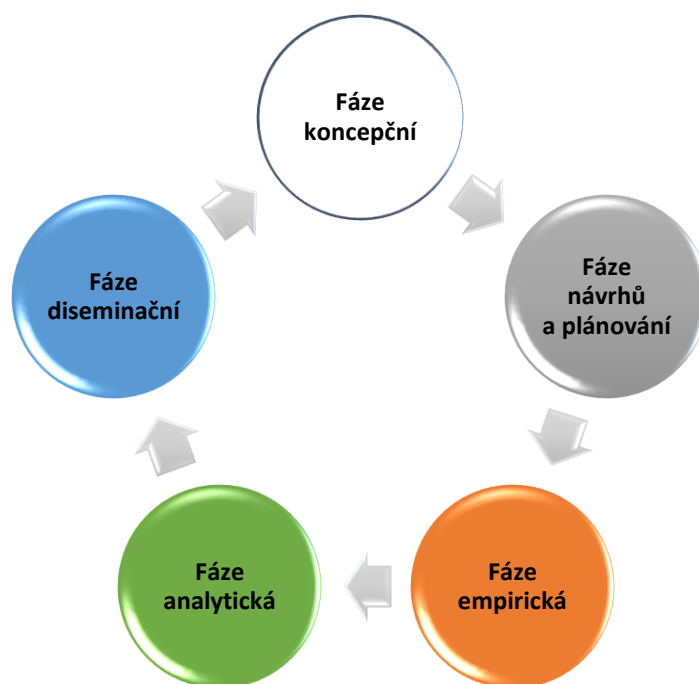 Fáze
koncepční
Fáze
návrhů
a plánování
Fáze
empirická
Fáze
analytická
Fáze
diseminační